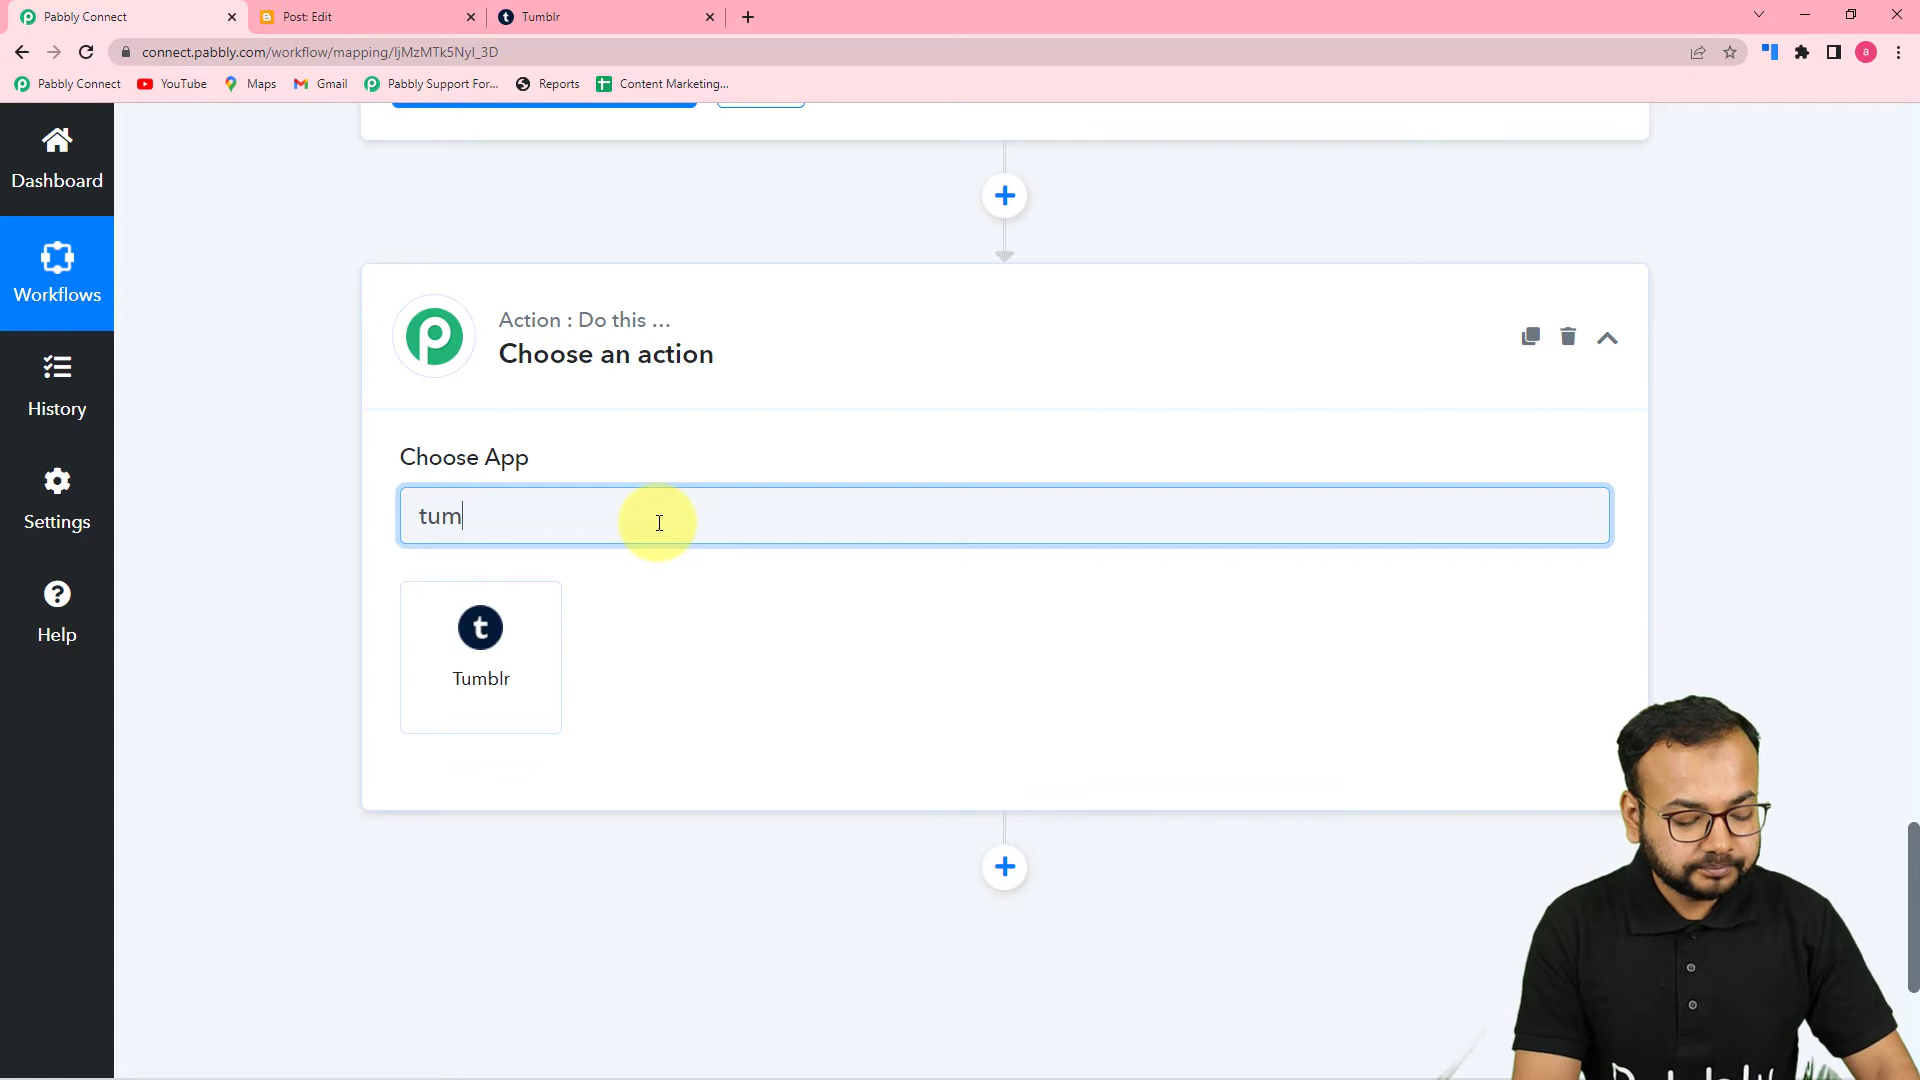 Pabbly Connect
Post: Edit
Tumblr
connect.pabbly.com/workflow/mapping/IjMzMTk5NyI_3D
a
Pabbly Connect
YouTube
Maps
Gmail
Pabbly Support For...
Reports
Content Marketing...
Dashboard
Workflows
History
Settings
Help
Action : Do this ...
Choose an action
Choose App
tum
t
Tumblr